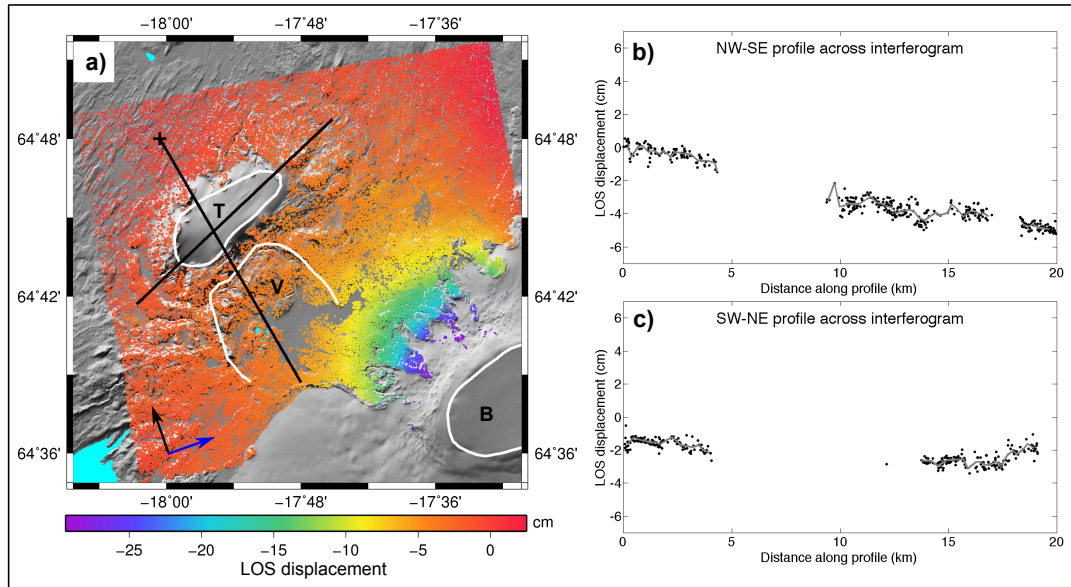 −18°00' −17°48' −17°36'
a)
64°48' 64°48'
T
V
64°42' 64°42'
B
64°36' 64°36'
−18°00' −17°48' −17°36'
cm
−25 −20 −15 −10 −5 0
LOS displacement
b)
NW-SE profile across interferogram
6
4
2
0
-2
-4
-6
LOS displacement (cm)
0 5 10 15 20
Distance along profile (km)
c)
SW-NE profile across interferogram
6
4
2
0
-2
-4
-6
LOS displacement (cm)
0 5 10 15 20
Distance along profile (km)